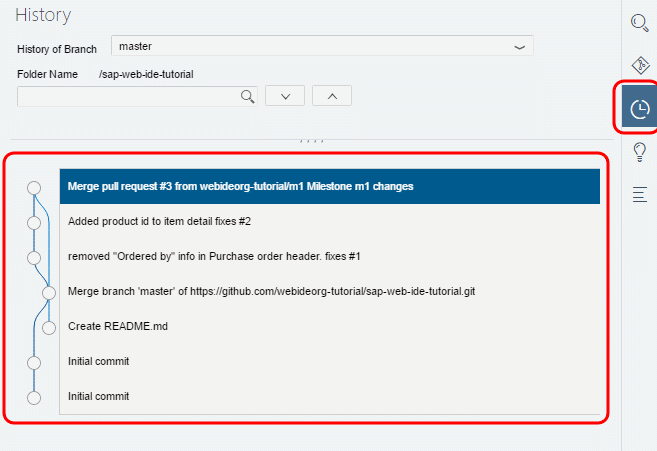 History
History of Branch master
Folder Name /sap-web-ide-tutorial
Merge pull request #3 from webideorg-tutorial/m1 Milestone m1 changes
Added product id to item detail fixes #2
removed "Ordered by" info in Purchase order header. fixes #1
Merge branch 'master' of https://github.com/webideorg-tutorial/sap-web-ide-tutorial.git
Create README.md
Initial commit
Initial commit